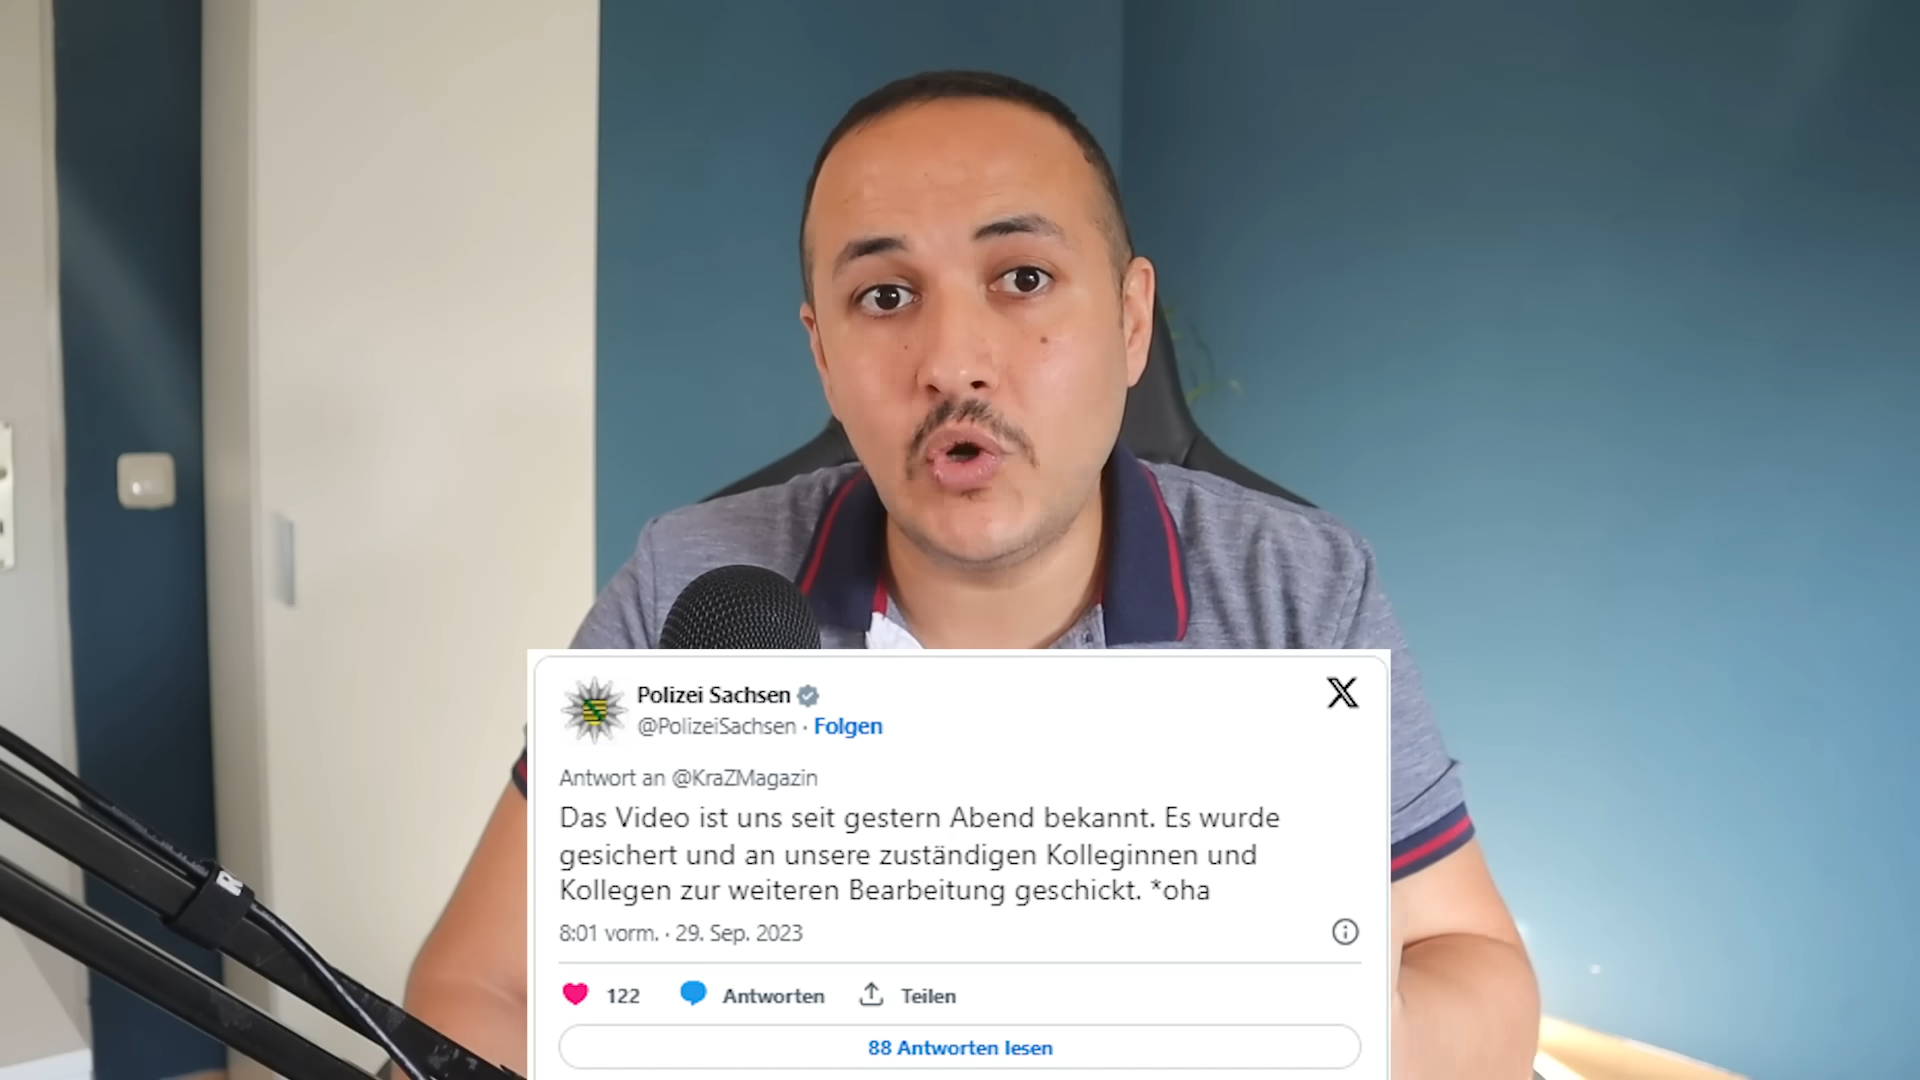 Polizei Sachsen
@PolizeiSachsen · Folgen
X
Antwort an @KraZMagazin
Das Video ist uns seit gestern Abend bekannt. Es wurde
gesichert und an unsere zuständigen Kolleginnen und
Kollegen zur weiteren Bearbeitung geschickt. *oha
8:01 vorm. · 29. Sep. 2023
122 Antworten Teilen
88 Antworten lesen
R